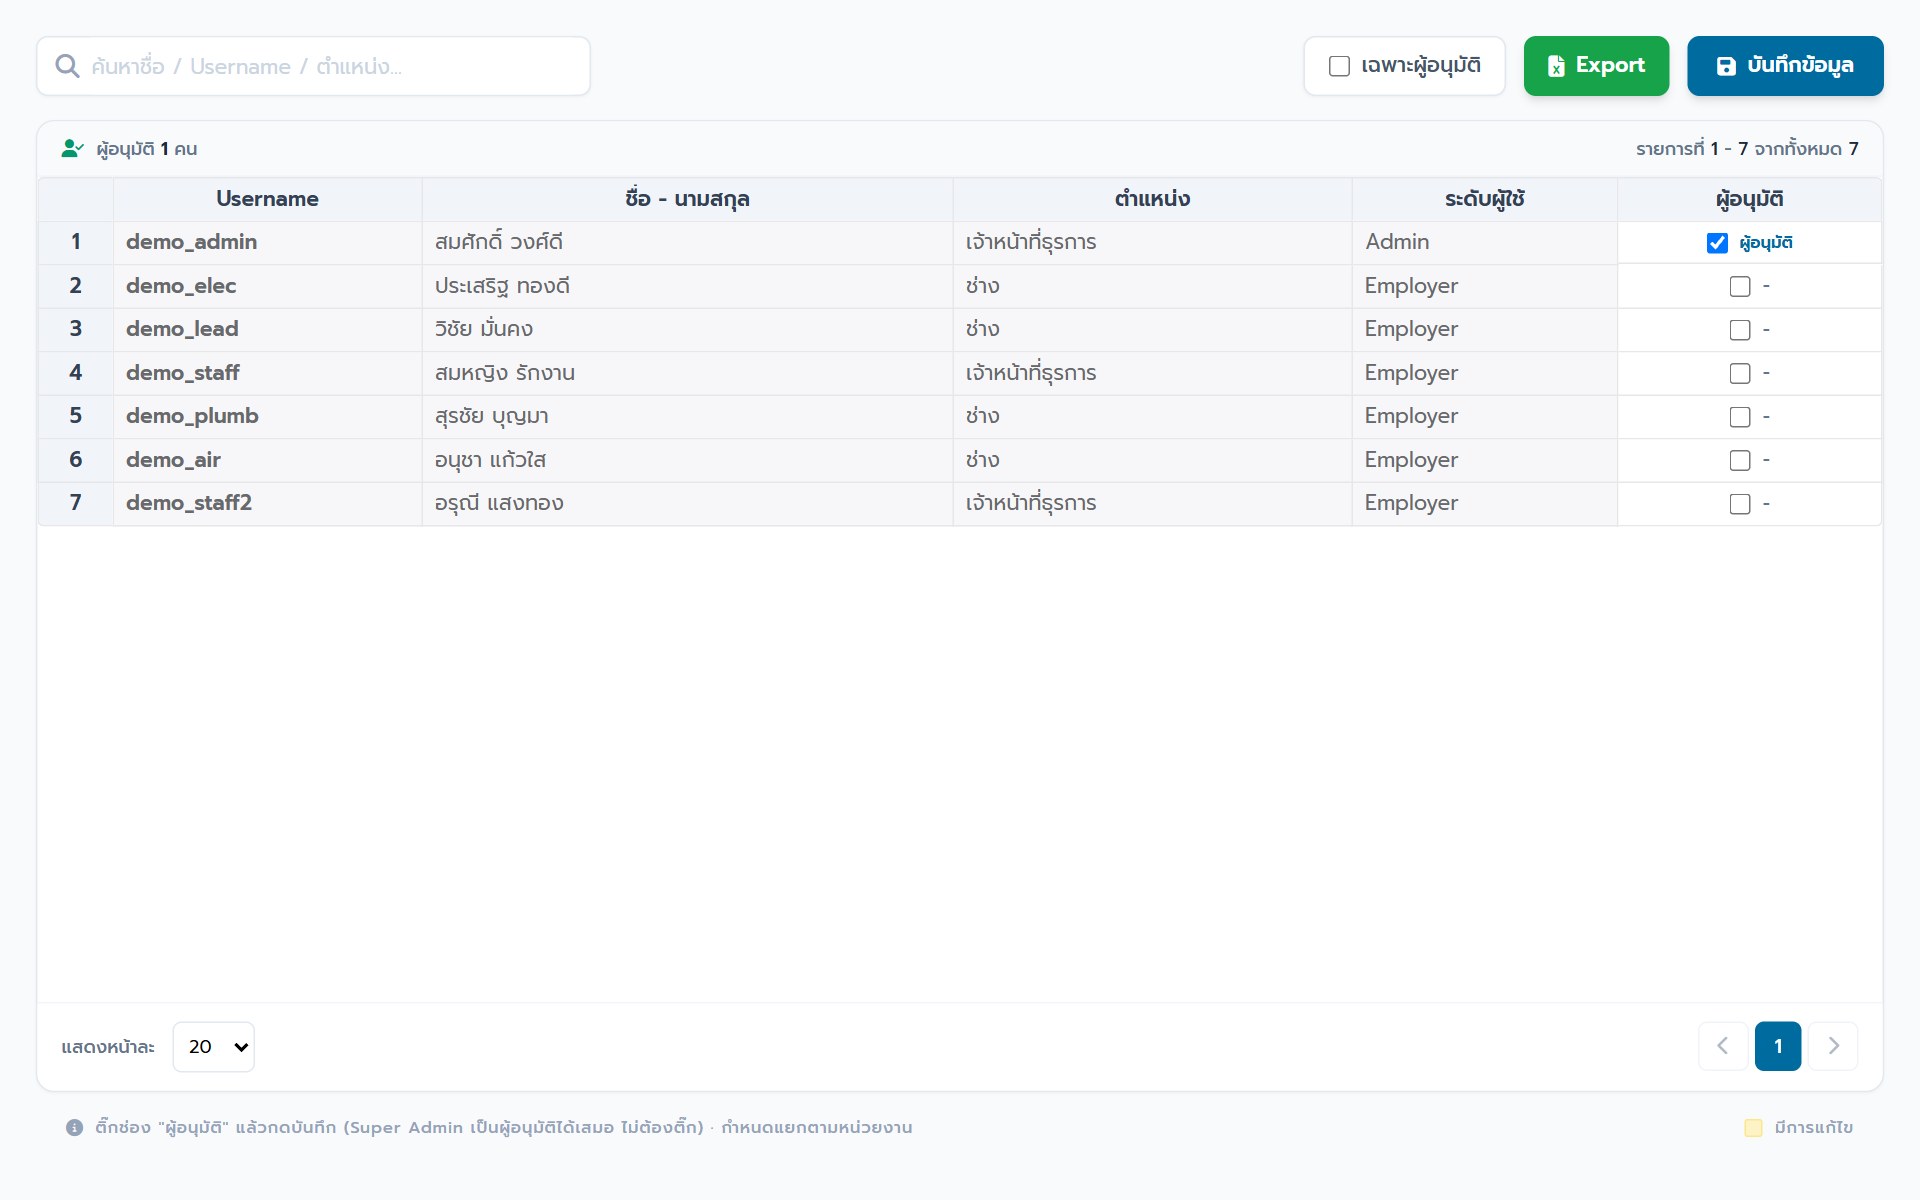 ค้นหาชื่อ / Username / ตำแหน่ง...
เฉพาะผู้อนุมัติ
Export
บันทึกข้อมูล
ผู้อนุมัติ 1 คน
รายการที่ 1 - 7 จากทั้งหมด 7
Username ชื่อ - นามสกุล ตำแหน่ง ระดับผู้ใช้ ผู้อนุมัติ
1 demo_admin สมศักดิ์ วงศ์ดี เจ้าหน้าที่ธุรการ Admin ผู้อนุมัติ
2 demo_elec ประเสริฐ ทองดี ช่าง Employer -
3 demo_lead วิชัย มั่นคง ช่าง Employer -
4 demo_staff สมหญิง รักงาน เจ้าหน้าที่ธุรการ Employer -
5 demo_plumb สุรชัย บุญมา ช่าง Employer -
6 demo_air อนุชา แก้วใส ช่าง Employer -
7 demo_staff2 อรุณี แสงทอง เจ้าหน้าที่ธุรการ Employer -
แสดงหน้าละ 20
1
ติ๊กช่อง "ผู้อนุมัติ" แล้วกดบันทึก (Super Admin เป็นผู้อนุมัติได้เสมอ ไม่ต้องติ๊ก) · กำหนดแยกตามหน่วยงาน
มีการแก้ไข